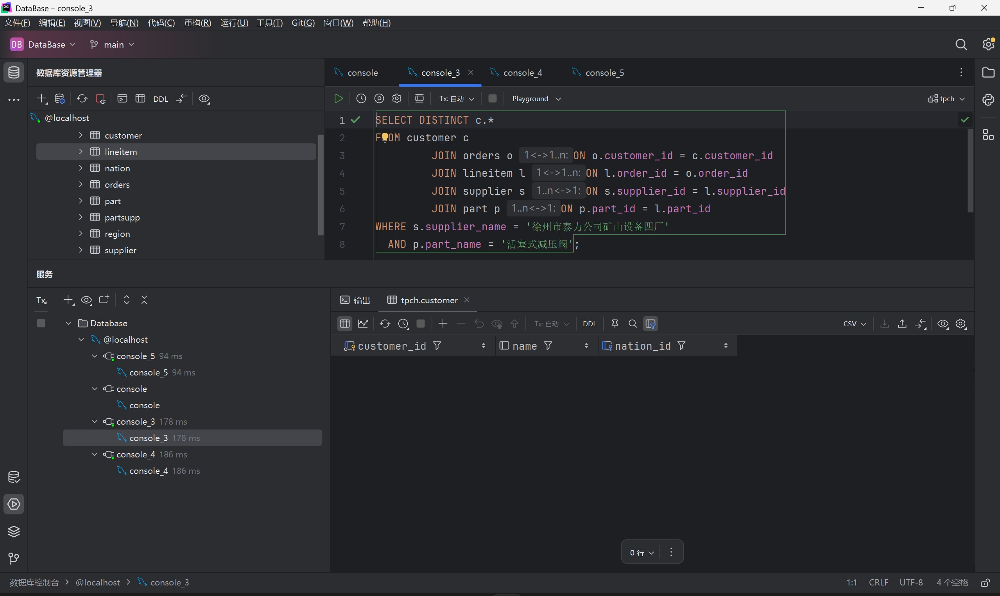 DataBase – console_3
文件(F) 编辑(E) 视图(V) 导航(N) 代码(C) 重构(R) 运行(U) 工具(T) Git(G) 窗口(W) 帮助(H)
DB DataBase main
数据库资源管理器
DDL
@localhost
customer
lineitem
nation
orders
part
partsupp
region
supplier
console console_3 console_4 console_5
Tx: 自动 Playground tpch
1 SELECT DISTINCT c.*
2 FROM customer c
3 JOIN orders o 1<->1..n: ON o.customer_id = c.customer_id
4 JOIN lineitem l 1<->1..n: ON l.order_id = o.order_id
5 JOIN supplier s 1..n<->1: ON s.supplier_id = l.supplier_id
6 JOIN part p 1..n<->1: ON p.part_id = l.part_id
7 WHERE s.supplier_name = '徐州市泰力公司矿山设备四厂'
8 AND p.part_name = '活塞式减压阀';
服务
Tx
Database
@localhost
console_5 94 ms
console_5 94 ms
console
console
console_3 178 ms
console_3 178 ms
console_4 186 ms
console_4 186 ms
输出 tpch.customer
Tx: 自动 DDL CSV
customer_id name nation_id
0 行
数据库控制台 @localhost console_3
1:1 CRLF UTF-8 4 个空格